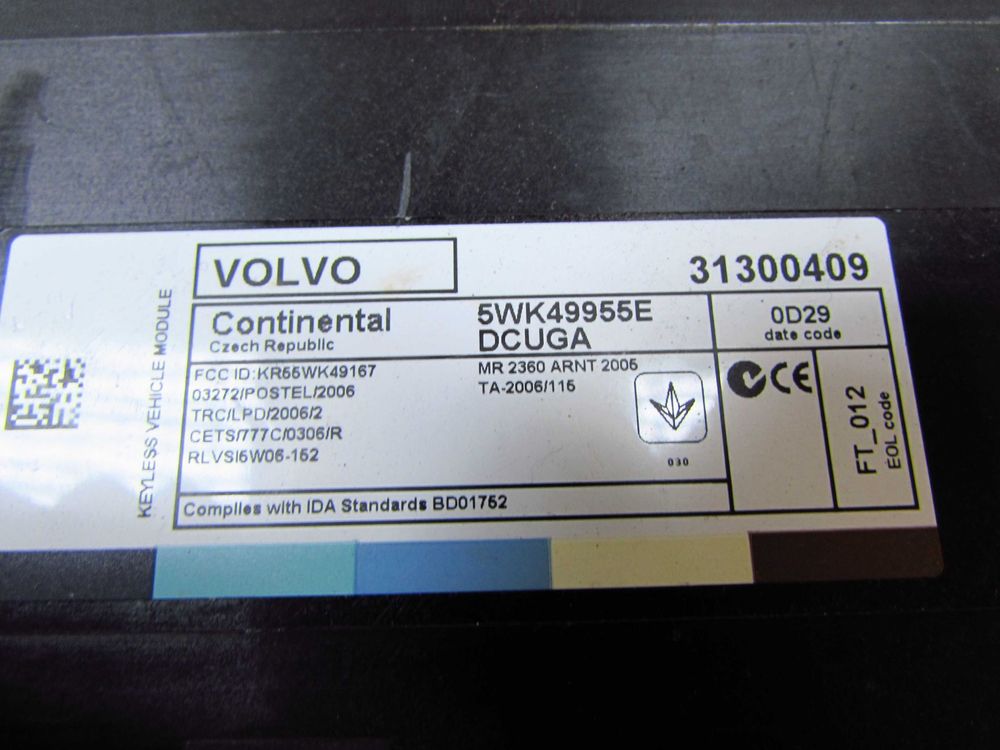 VOLVO
31300409
KEYLESS VEHICLE MODULE
Continental
Czech Republic
5WK49955E
DCUGA
0D29
date code
FCC ID:KR55WK49167
03272/POSTEL/2006
TRC/LPD/2006/2
CETS/777C/0306/R
RLVSI5W06-152
MR 2360 ARNT 2005
TA-2006/115
030
CE
FT_012
EOL code
Complies with IDA Standards BD01752